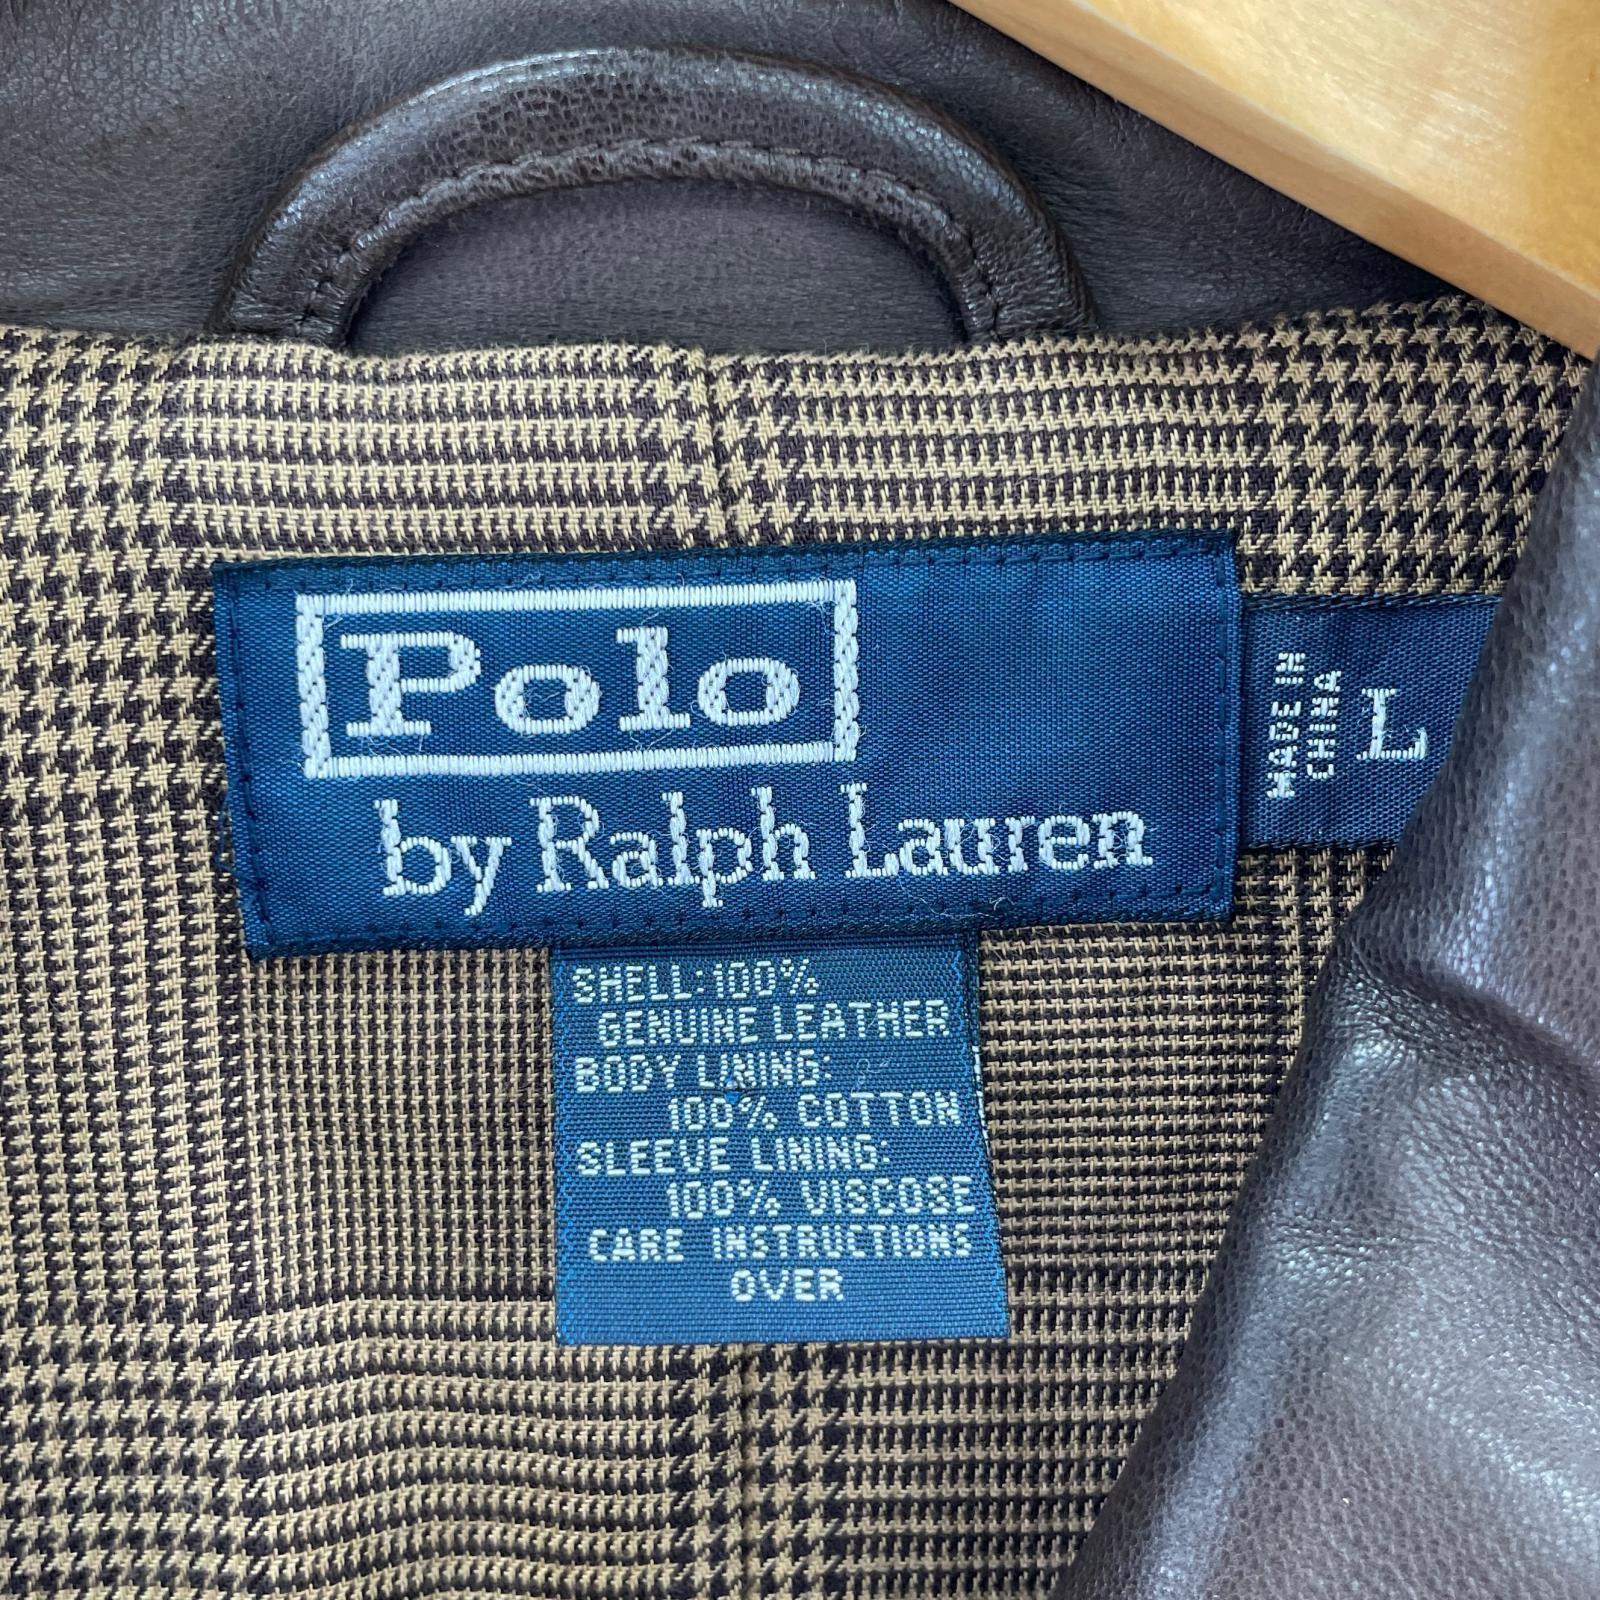 Polo
by Ralph Lauren
MADE IN
CHINA
L
SHELL:100%
GENUINE LEATHER
BODY LINING:
100% COTTON
SLEEVE LINING:
100% VISCOSE
CARE INSTRUCTIONS
OVER